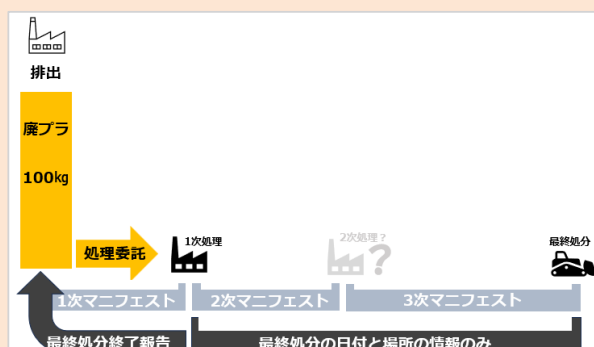 排出
廃プラ
100kg
処理委託
1次処理
2次処理？
?
最終処分
1次マニフェスト
2次マニフェスト
3次マニフェスト
最終処分終了報告
最終処分の日付と場所の情報のみ